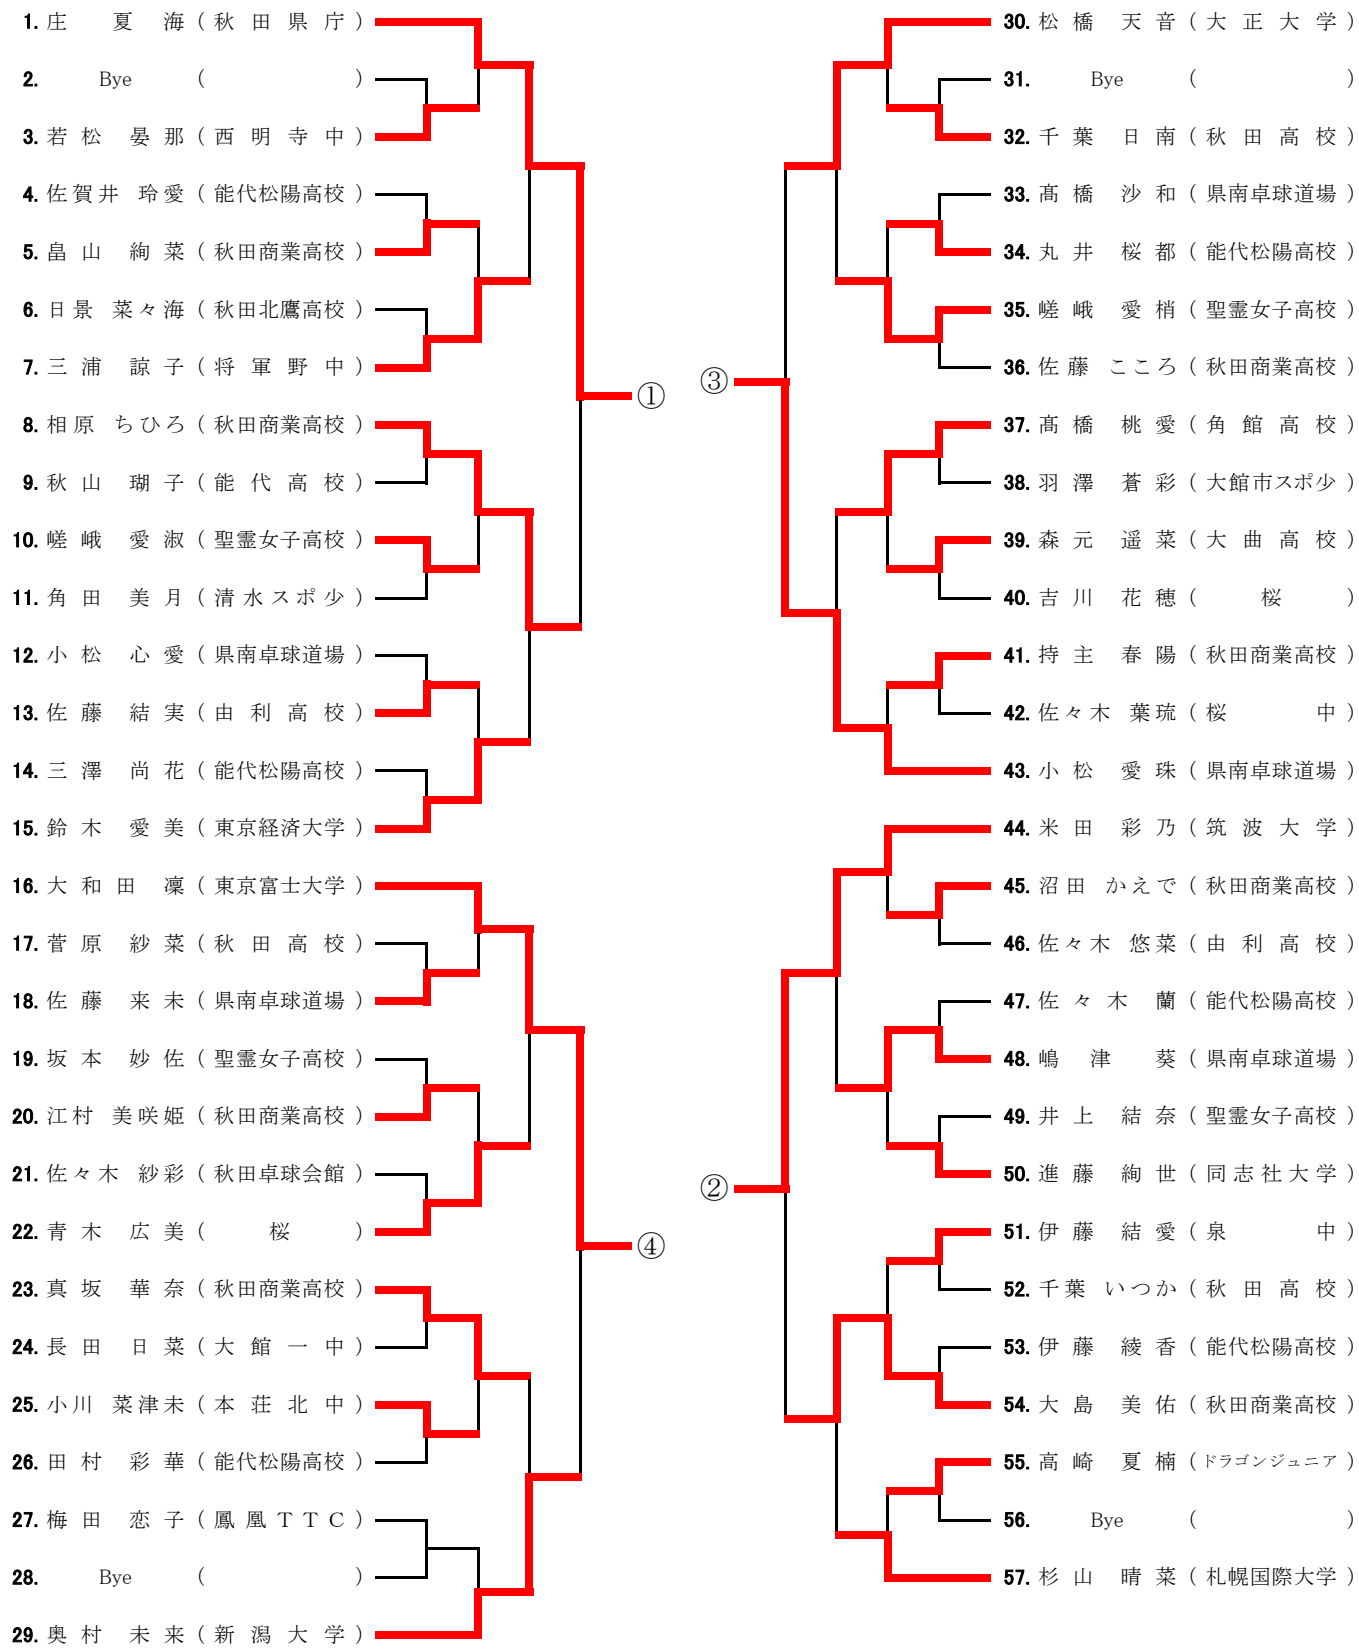 1. 庄 夏 海 ( 秋 田 県 庁 )
2. Bye ( )
3. 若 松 晏 那 ( 西 明 寺 中 )
4. 佐賀井 玲愛 ( 能代松陽高校 )
5. 畠 山 絢 菜 ( 秋田商業高校 )
6. 日景 菜々海 ( 秋田北鷹高校 )
7. 三 浦 諒 子 ( 将 軍 野 中 )
①
8. 相原 ちひろ ( 秋田商業高校 )
9. 秋 山 瑚 子 ( 能 代 高 校 )
10. 嵯 峨 愛 淑 ( 聖霊女子高校 )
11. 角 田 美 月 ( 清水スポ少 )
12. 小 松 心 愛 ( 県南卓球道場 )
13. 佐 藤 結 実 ( 由 利 高 校 )
14. 三 澤 尚 花 ( 能代松陽高校 )
15. 鈴 木 愛 美 ( 東京経済大学 )
16. 大 和 田 凜 ( 東京富士大学 )
17. 菅 原 紗 菜 ( 秋 田 高 校 )
18. 佐 藤 来 未 ( 県南卓球道場 )
19. 坂 本 妙 佐 ( 聖霊女子高校 )
20. 江村 美咲姫 ( 秋田商業高校 )
21. 佐々木 紗彩 ( 秋田卓球会館 )
22. 青 木 広 美 ( 桜 )
④
23. 真 坂 華 奈 ( 秋田商業高校 )
24. 長 田 日 菜 ( 大 館 一 中 )
25. 小川 菜津未 ( 本 荘 北 中 )
26. 田 村 彩 華 ( 能代松陽高校 )
27. 梅 田 恋 子 ( 鳳 凰 T T C )
28. Bye ( )
29. 奥 村 未 来 ( 新 潟 大 学 )
30. 松 橋 天 音 ( 大 正 大 学 )
31. Bye ( )
32. 千 葉 日 南 ( 秋 田 高 校 )
33. 髙 橋 沙 和 ( 県南卓球道場 )
34. 丸 井 桜 都 ( 能代松陽高校 )
35. 嵯 峨 愛 梢 ( 聖霊女子高校 )
36. 佐藤 こころ ( 秋田商業高校 )
③
37. 髙 橋 桃 愛 ( 角 館 高 校 )
38. 羽 澤 蒼 彩 ( 大館市スポ少 )
39. 森 元 遥 菜 ( 大 曲 高 校 )
40. 吉 川 花 穂 ( 桜 )
41. 持 主 春 陽 ( 秋田商業高校 )
42. 佐々木 葉琉 ( 桜 中 )
43. 小 松 愛 珠 ( 県南卓球道場 )
44. 米 田 彩 乃 ( 筑 波 大 学 )
45. 沼田 かえで ( 秋田商業高校 )
46. 佐々木 悠菜 ( 由 利 高 校 )
47. 佐 々 木 蘭 ( 能代松陽高校 )
48. 嶋 津 葵 ( 県南卓球道場 )
49. 井 上 結 奈 ( 聖霊女子高校 )
50. 進 藤 絢 世 ( 同志社大学 )
②
51. 伊 藤 結 愛 ( 泉 中 )
52. 千葉 いつか ( 秋 田 高 校 )
53. 伊 藤 綾 香 ( 能代松陽高校 )
54. 大 島 美 佑 ( 秋田商業高校 )
55. 高 崎 夏 楠 ( ドラゴンジュニア )
56. Bye ( )
57. 杉 山 晴 菜 ( 札幌国際大学 )